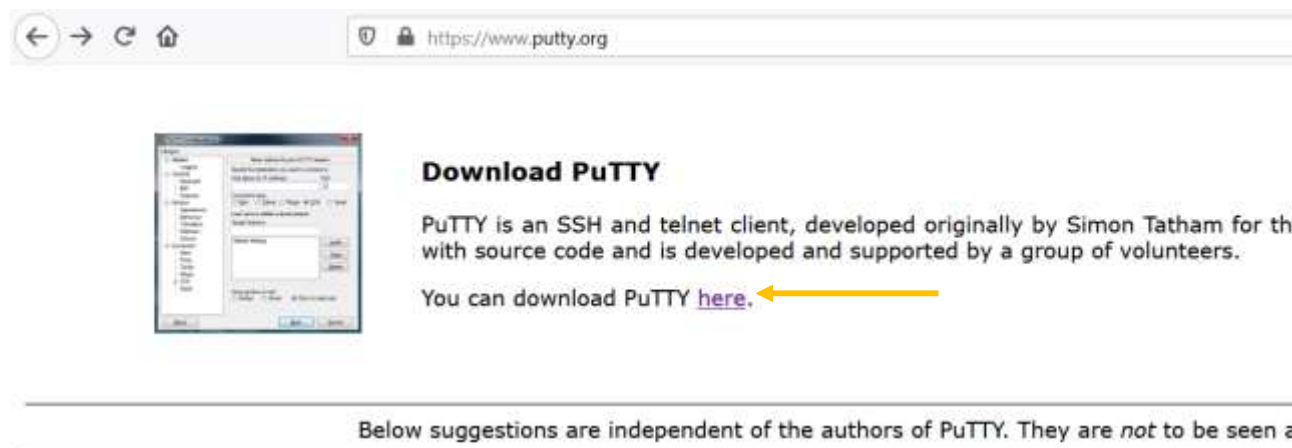 https://www.putty.org
Download PuTTY
PuTTY is an SSH and telnet client, developed originally by Simon Tatham for th
with source code and is developed and supported by a group of volunteers.
You can download PuTTY here.
Below suggestions are independent of the authors of PuTTY. They are not to be seen a